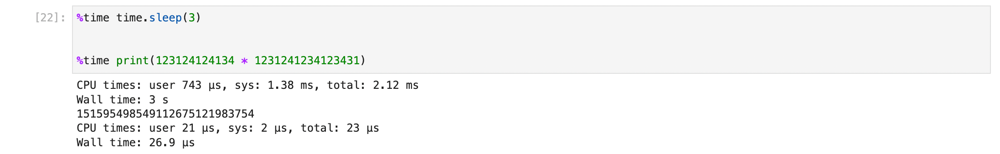 [22]: %time time.sleep(3)
%time print(123124124134 * 1231241234123431)
CPU times: user 743 µs, sys: 1.38 ms, total: 2.12 ms
Wall time: 3 s
151595498549112675121983754
CPU times: user 21 µs, sys: 2 µs, total: 23 µs
Wall time: 26.9 µs